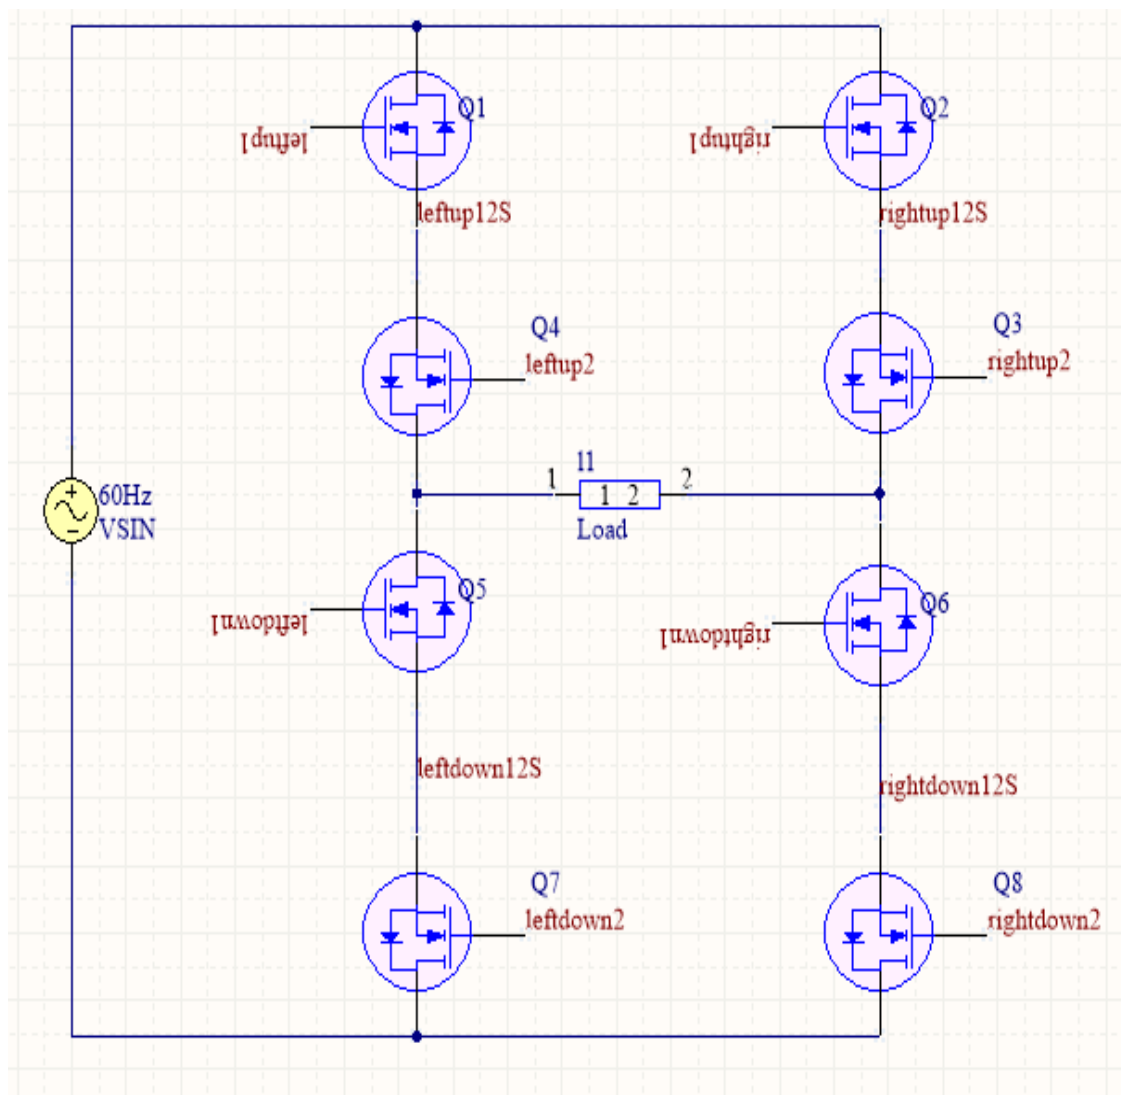 Q1
Q2
leftup1
rightup1
leftup12S
rightup12S
Q4
leftup2
Q3
rightup2
1
l1
2
1 2
Load
+
60Hz
VSIN
-
Q5
leftdown1
Q6
rightdown1
leftdown12S
rightdown12S
Q7
leftdown2
Q8
rightdown2